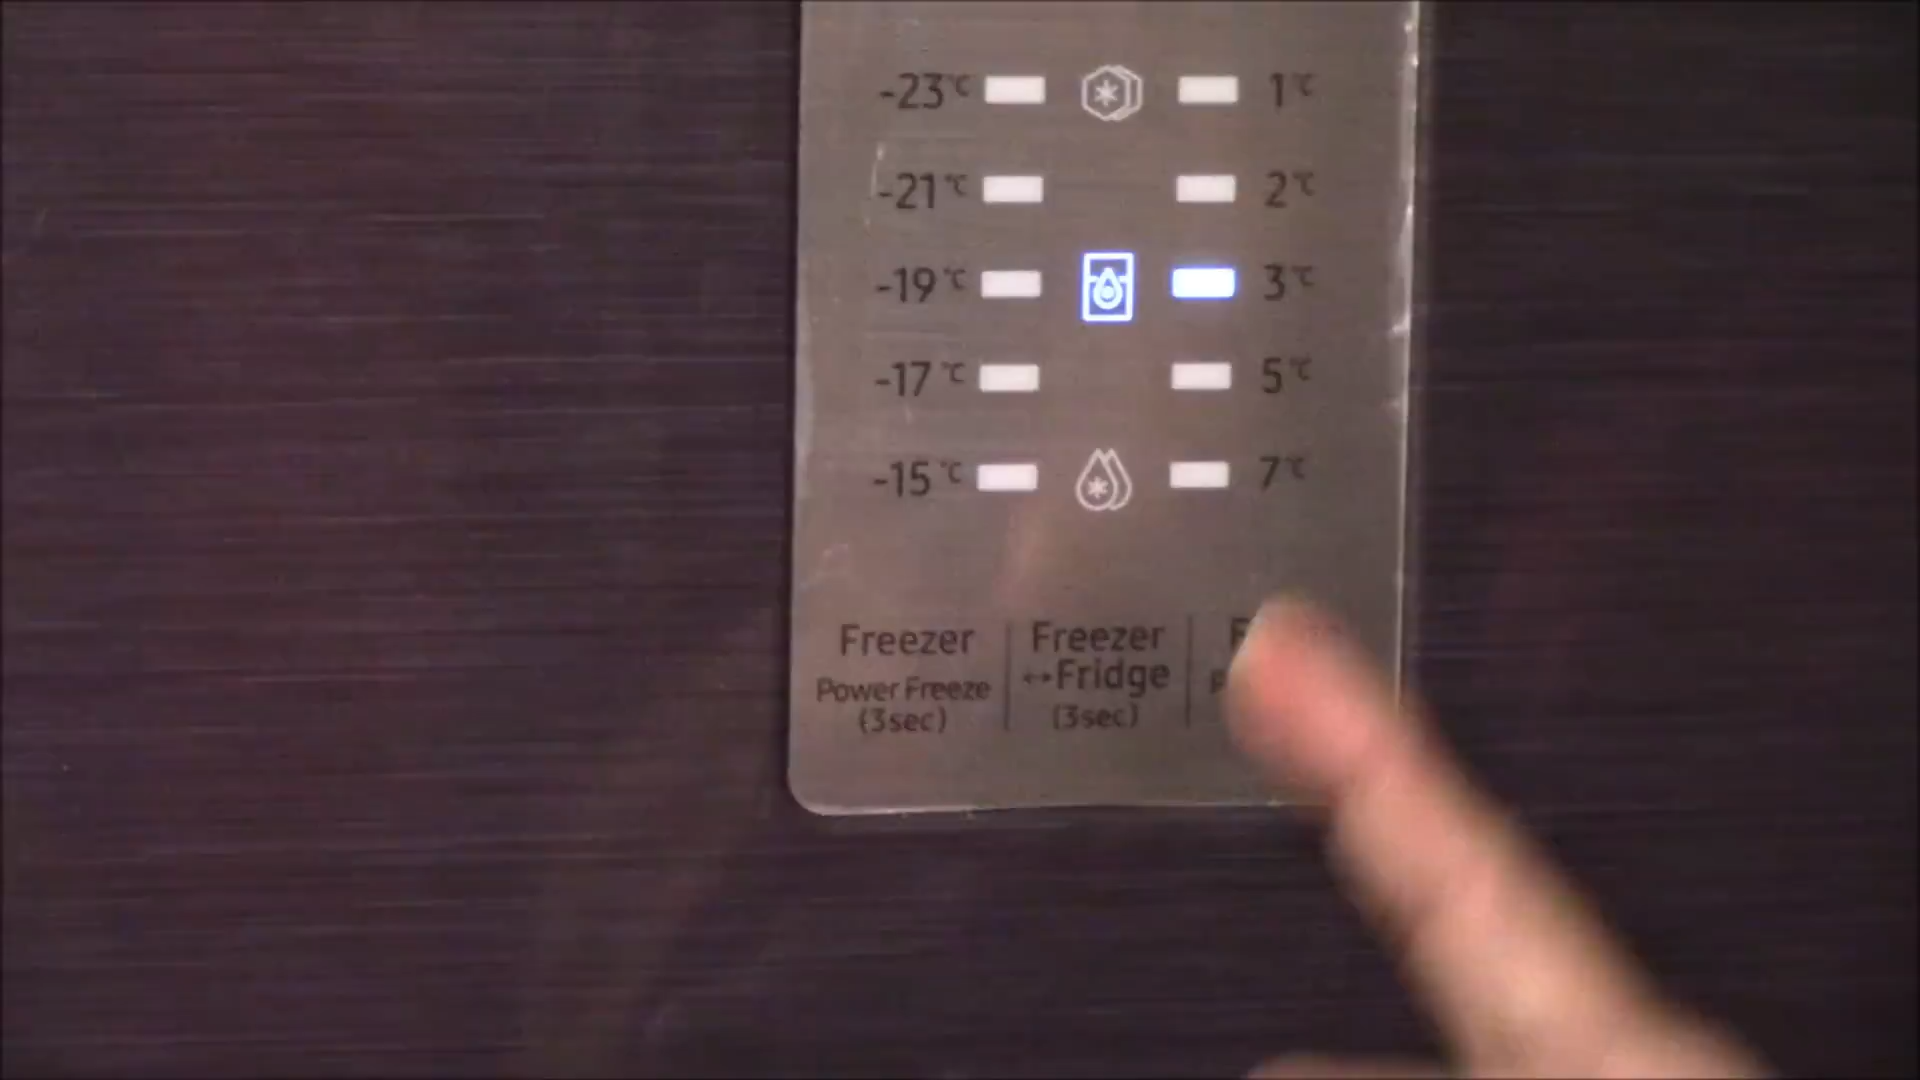 -23°C 1°C
-21°C 2°C
-19°C 3°C
-17°C 5°C
-15°C 7°C
Freezer
Power Freeze
(3sec)
Freezer
↔Fridge
(3sec)